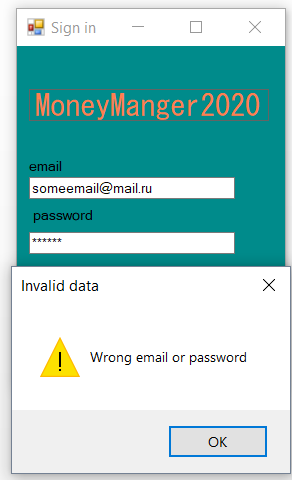 Sign in
MoneyManger2020
email
someemail@mail.ru
password
******
Invalid data
Wrong email or password
OK